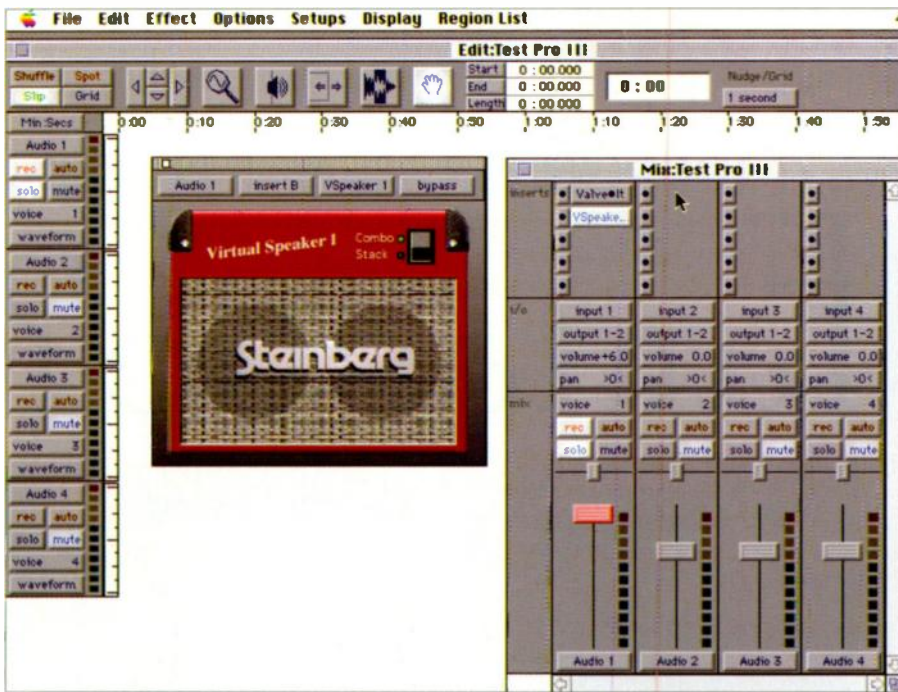 File Edit Effect Options Setups Display Region List
Edit:Test Pro III
Shuffle Spot
Slip Grid
Start 0 : 00.000
End 0 : 00.000
Length 0 : 00.000
0 : 00
Nudge/Grid
1 second
Min:Secs 0:00 0:10 0:20 0:30 0:40 0:50 1:00 1:10 1:20 1:30 1:40 1:50
Audio 1
rec auto
solo mute
voice 1
waveform
Audio 2
rec auto
solo mute
voice 2
waveform
Audio 3
rec auto
solo mute
voice 3
waveform
Audio 4
rec auto
solo mute
voice 4
waveform
Audio 1 insert B VSpeaker 1 bypass
Virtual Speaker 1
Combo
Stack
Steinberg
Mix:Test Pro III
inserts Valve●It
VSpeake..
i/o input 1 input 2 input 3 input 4
output 1-2 output 1-2 output 1-2 output 1-2
volume +6.0 volume 0.0 volume 0.0 volume 0.0
pan >0< pan >0< pan >0< pan >0<
mix voice 1 voice 2 voice 3 voice 4
rec auto rec auto rec auto rec auto
solo mute solo mute solo mute solo mute
Audio 1 Audio 2 Audio 3 Audio 4